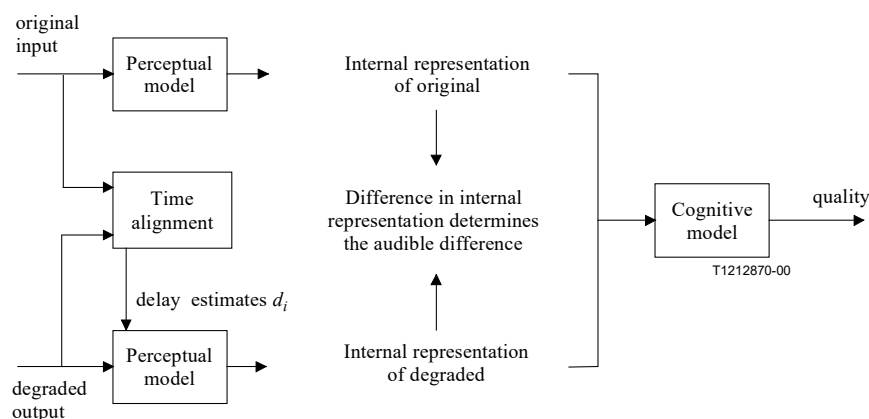 original
input
Perceptual
model
Internal representation
of original
Time
alignment
Difference in internal
representation determines
the audible difference
Cognitive
model
quality
T1212870-00
delay estimates di
Perceptual
model
Internal representation
of degraded
degraded
output